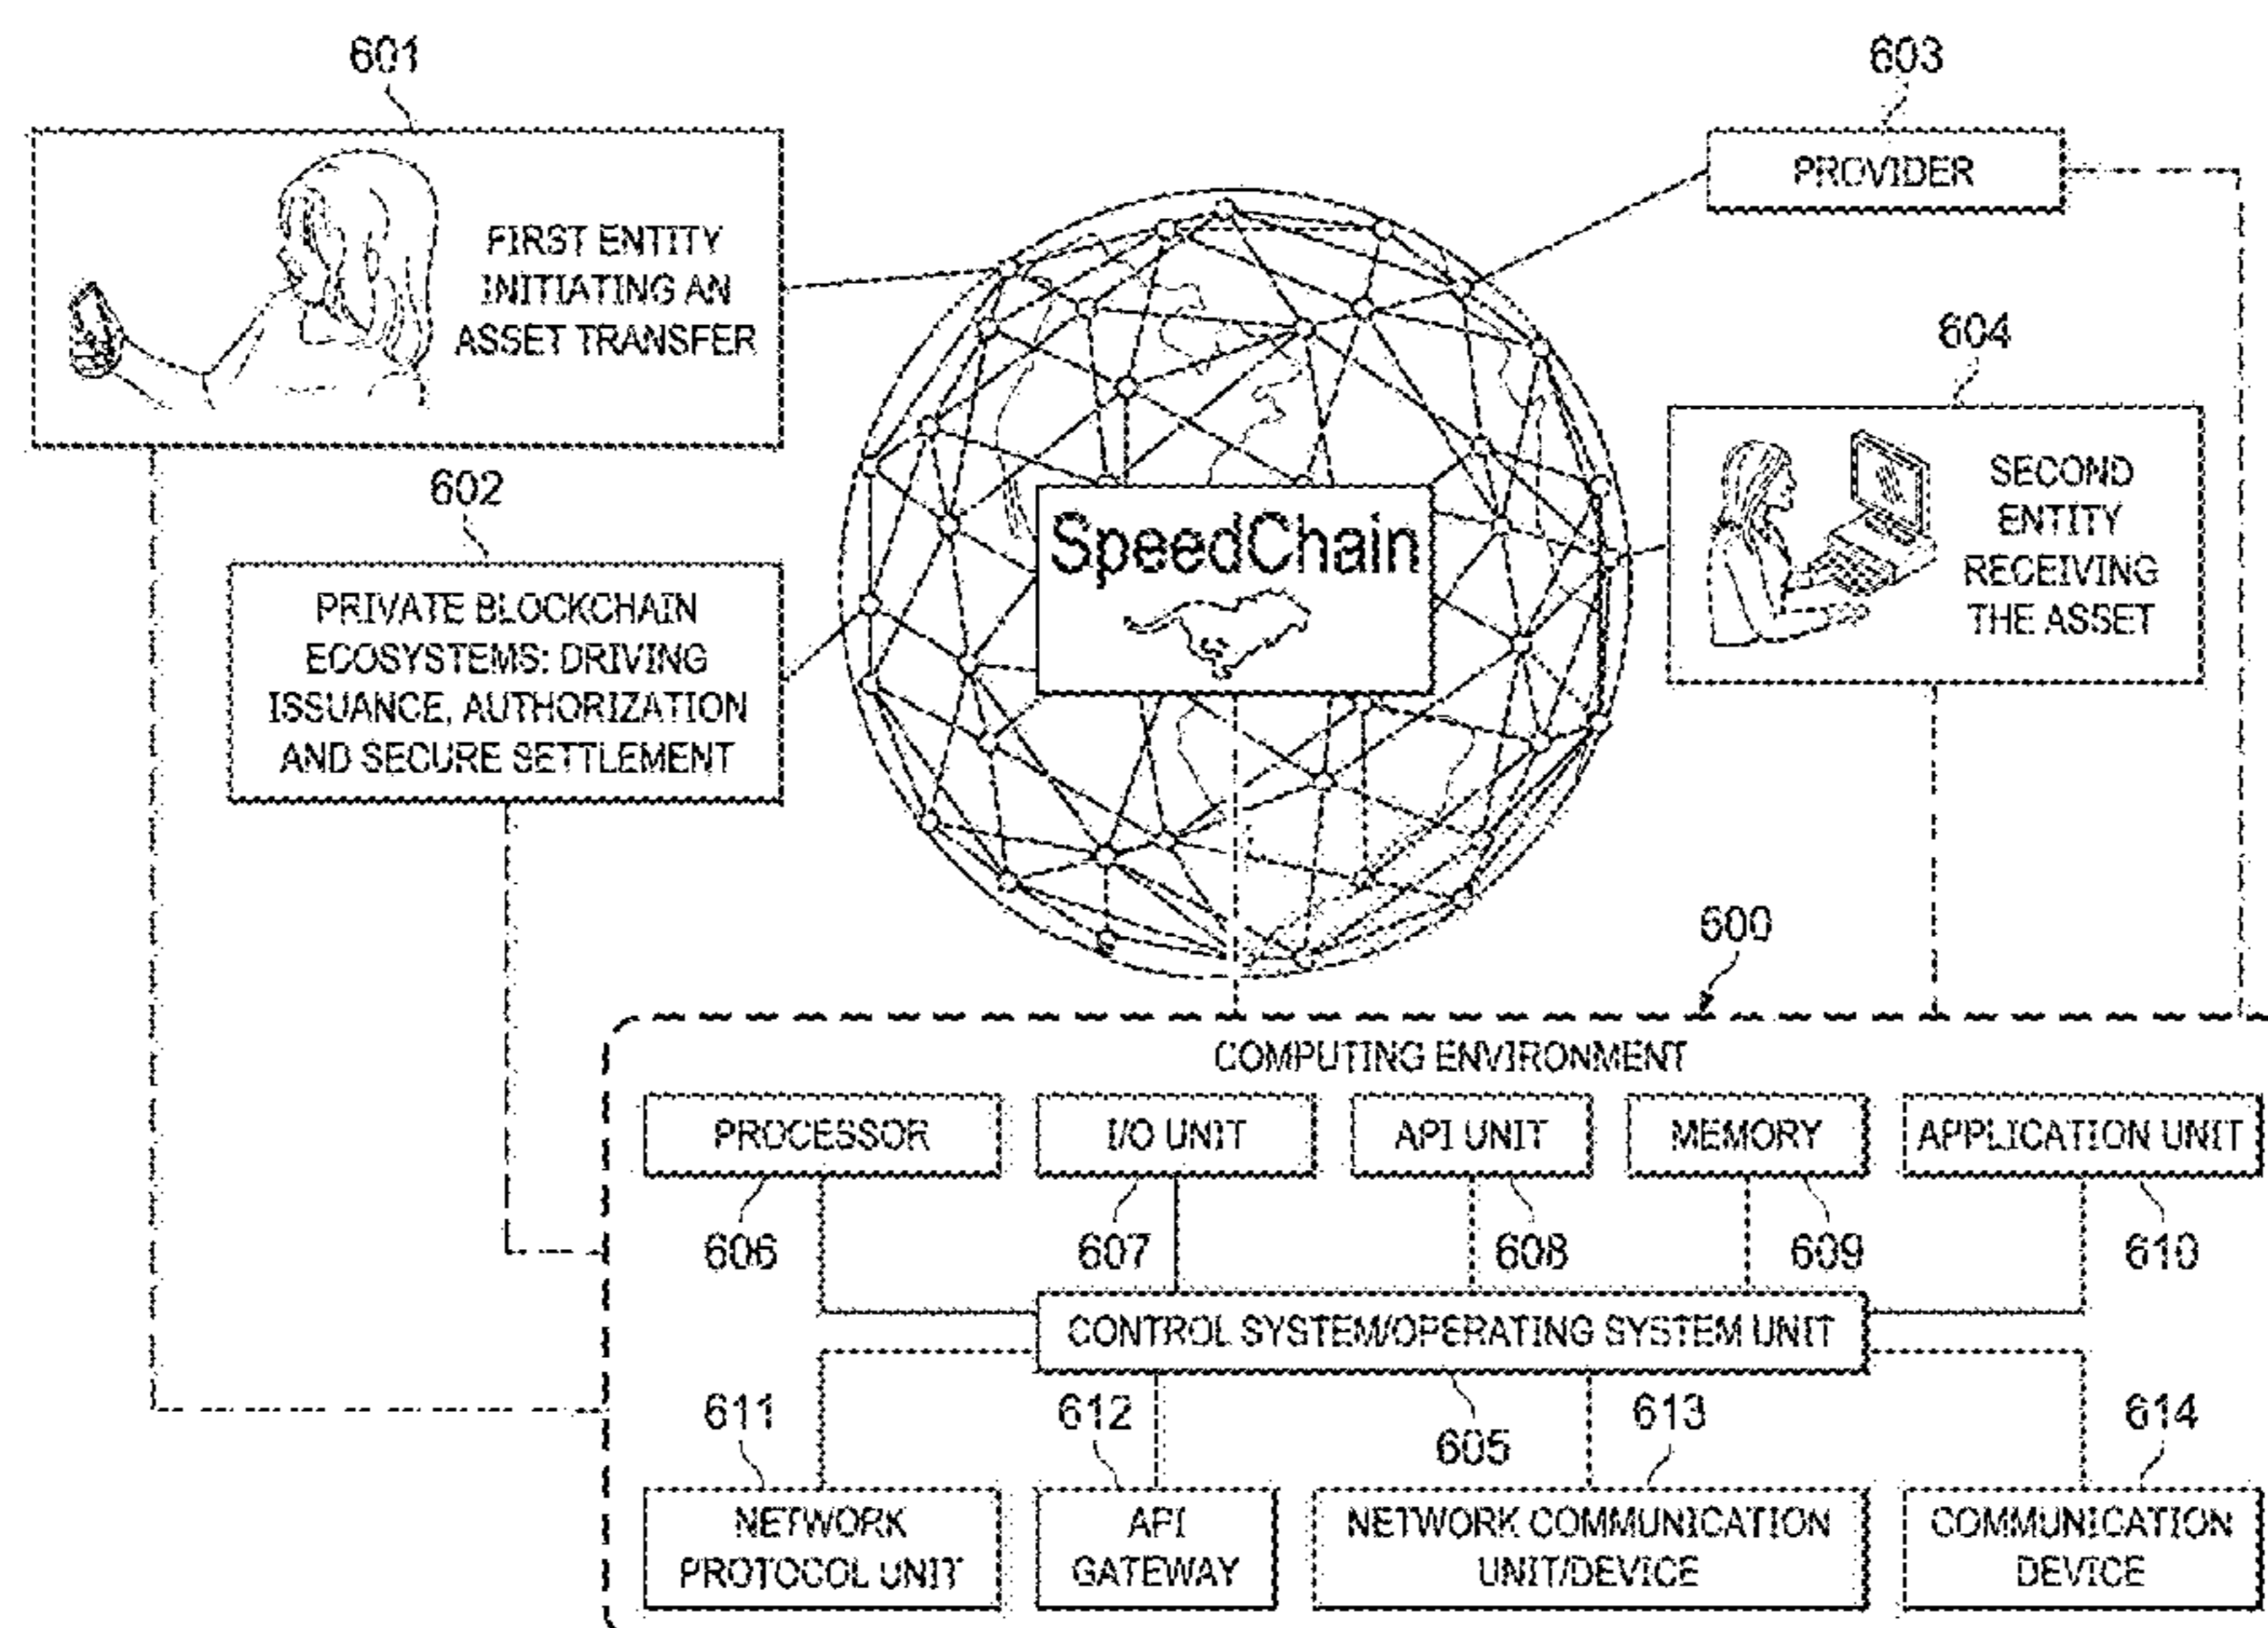 601
FIRST ENTITY
INITIATING AN
ASSET TRANSFER
603
PROVIDER
604
SECOND
ENTITY
RECEIVING
THE ASSET
602
PRIVATE BLOCKCHAIN
ECOSYSTEMS: DRIVING
ISSUANCE, AUTHORIZATION
AND SECURE SETTLEMENT
SpeedChain
600
COMPUTING ENVIRONMENT
PROCESSOR
I/O UNIT
API UNIT
MEMORY
APPLICATION UNIT
606
607
608
609
610
CONTROL SYSTEM/OPERATING SYSTEM UNIT
611
612
605
613
614
NETWORK
PROTOCOL UNIT
API
GATEWAY
NETWORK COMMUNICATION
UNIT/DEVICE
COMMUNICATION
DEVICE